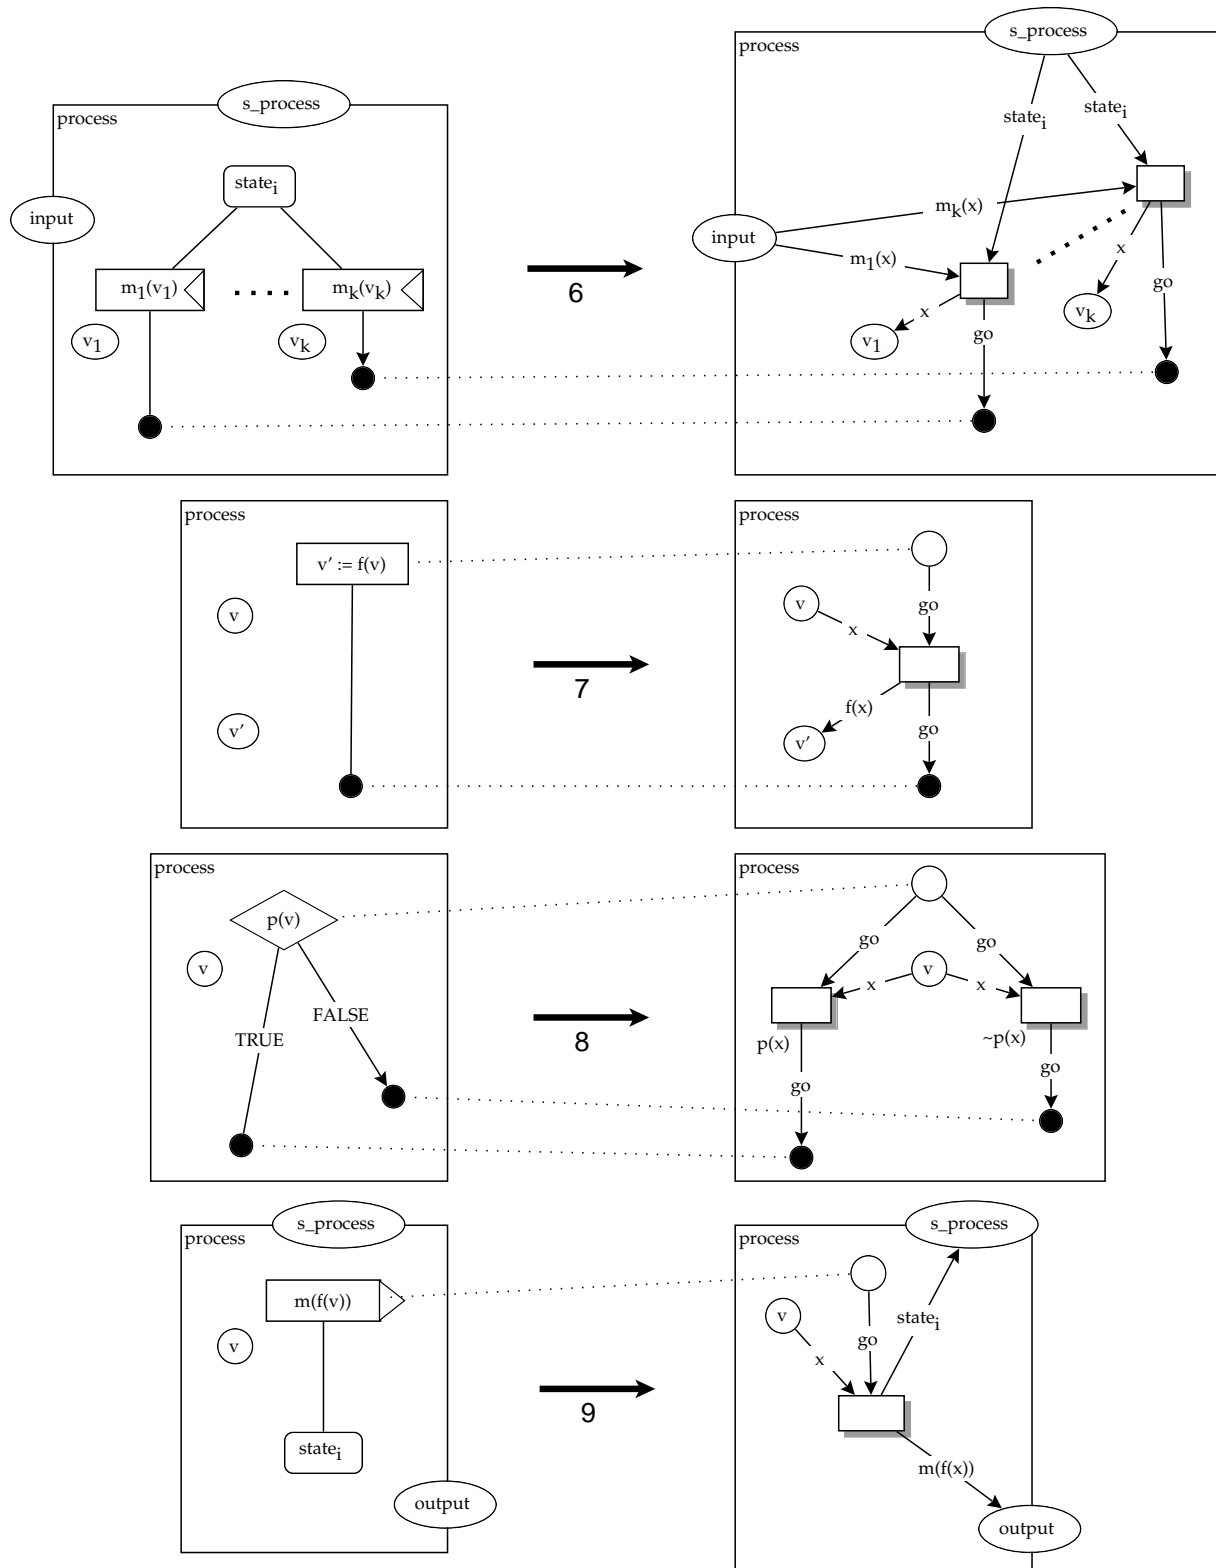 s_process
process
state_i
state_i
m_k(x)
input
m_1(x)
x
go
v_k
x
v_1
go
s_process
process
state_i
input
m_1(v_1)
m_k(v_k)
v_1
v_k
6
process
v' := f(v)
v
v'
7
process
go
v
x
f(x)
v'
go
process
p(v)
v
FALSE
TRUE
8
process
go
go
v
x
x
p(x)
~p(x)
go
go
s_process
process
m(f(v))
v
state_i
output
9
s_process
process
v
state_i
go
x
m(f(x))
output